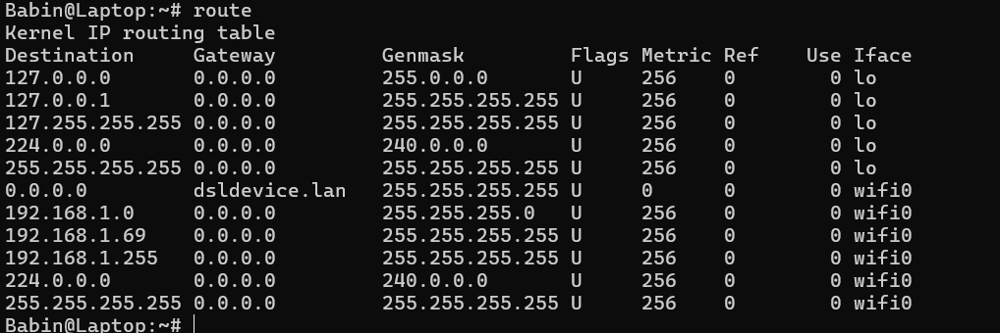 Babin@Laptop:~# route
Kernel IP routing table
Destination     Gateway         Genmask         Flags Metric Ref    Use Iface
127.0.0.0       0.0.0.0         255.0.0.0       U     256    0        0 lo
127.0.0.1       0.0.0.0         255.255.255.255 U     256    0        0 lo
127.255.255.255 0.0.0.0         255.255.255.255 U     256    0        0 lo
224.0.0.0       0.0.0.0         240.0.0.0       U     256    0        0 lo
255.255.255.255 0.0.0.0         255.255.255.255 U     256    0        0 lo
0.0.0.0         dsldevice.lan   255.255.255.255 U     0      0        0 wifi0
192.168.1.0     0.0.0.0         255.255.255.0   U     256    0        0 wifi0
192.168.1.69    0.0.0.0         255.255.255.255 U     256    0        0 wifi0
192.168.1.255   0.0.0.0         255.255.255.255 U     256    0        0 wifi0
224.0.0.0       0.0.0.0         240.0.0.0       U     256    0        0 wifi0
255.255.255.255 0.0.0.0         255.255.255.255 U     256    0        0 wifi0
Babin@Laptop:~#